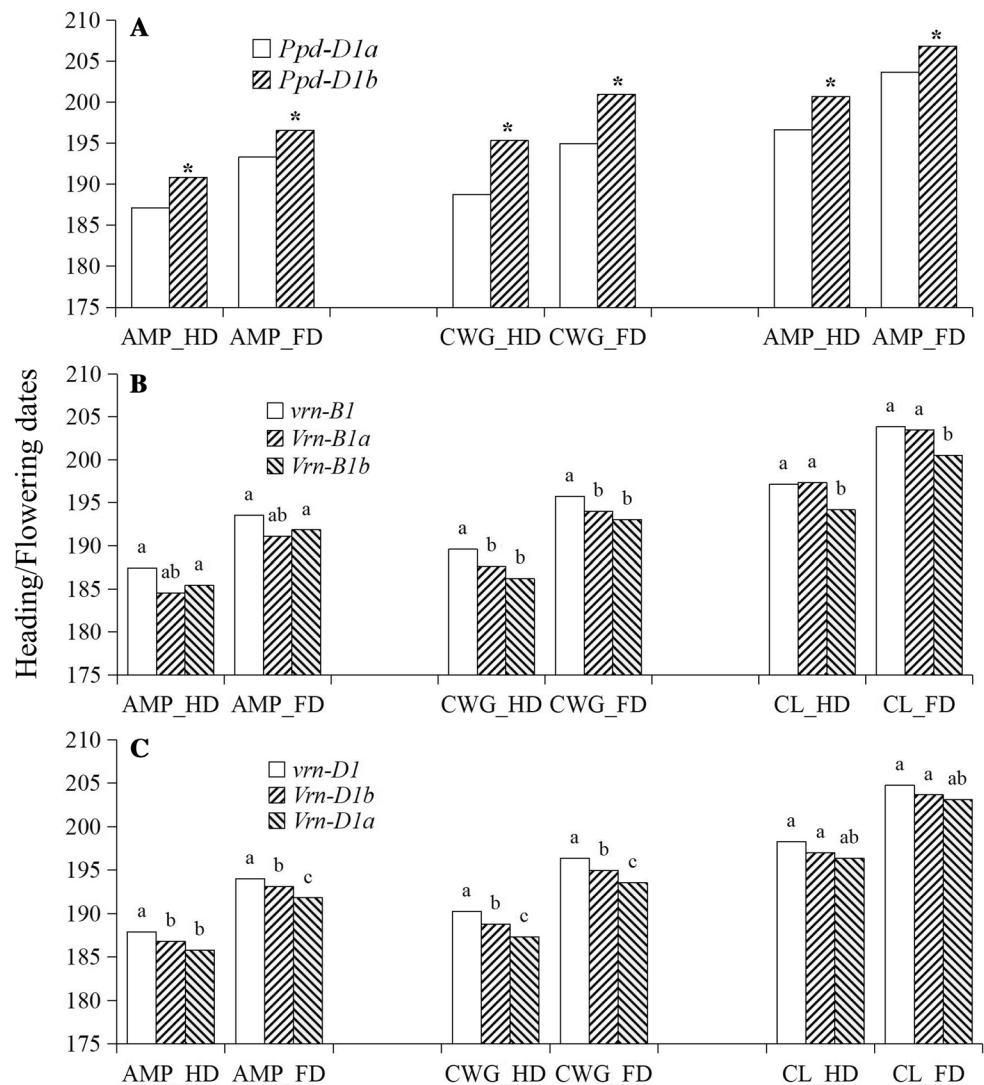 Heading/Flowering dates
A
Ppd-D1a
Ppd-D1b
210
205
200
195
190
185
180
175
* * * * * *
AMP_HD AMP_FD CWG_HD CWG_FD AMP_HD AMP_FD
B
vrn-B1
Vrn-B1a
Vrn-B1b
210
205
200
195
190
185
180
175
a ab a a ab a a b b a b b a a b a a b
AMP_HD AMP_FD CWG_HD CWG_FD CL_HD CL_FD
C
vrn-D1
Vrn-D1b
Vrn-D1a
210
205
200
195
190
185
180
175
a b b a b c a b c a b c a a ab a a ab
AMP_HD AMP_FD CWG_HD CWG_FD CL_HD CL_FD